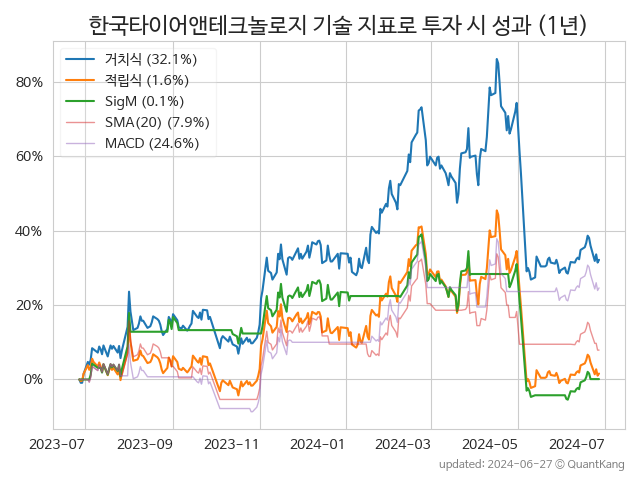 한국타이어앤테크놀로지 기술 지표로 투자 시 성과 (1년)
거치식 (32.1%)
적립식 (1.6%)
SigM (0.1%)
SMA(20) (7.9%)
MACD (24.6%)
80%
60%
40%
20%
0%
2023-07 2023-09 2023-11 2024-01 2024-03 2024-05 2024-07
updated: 2024-06-27 © QuantKang